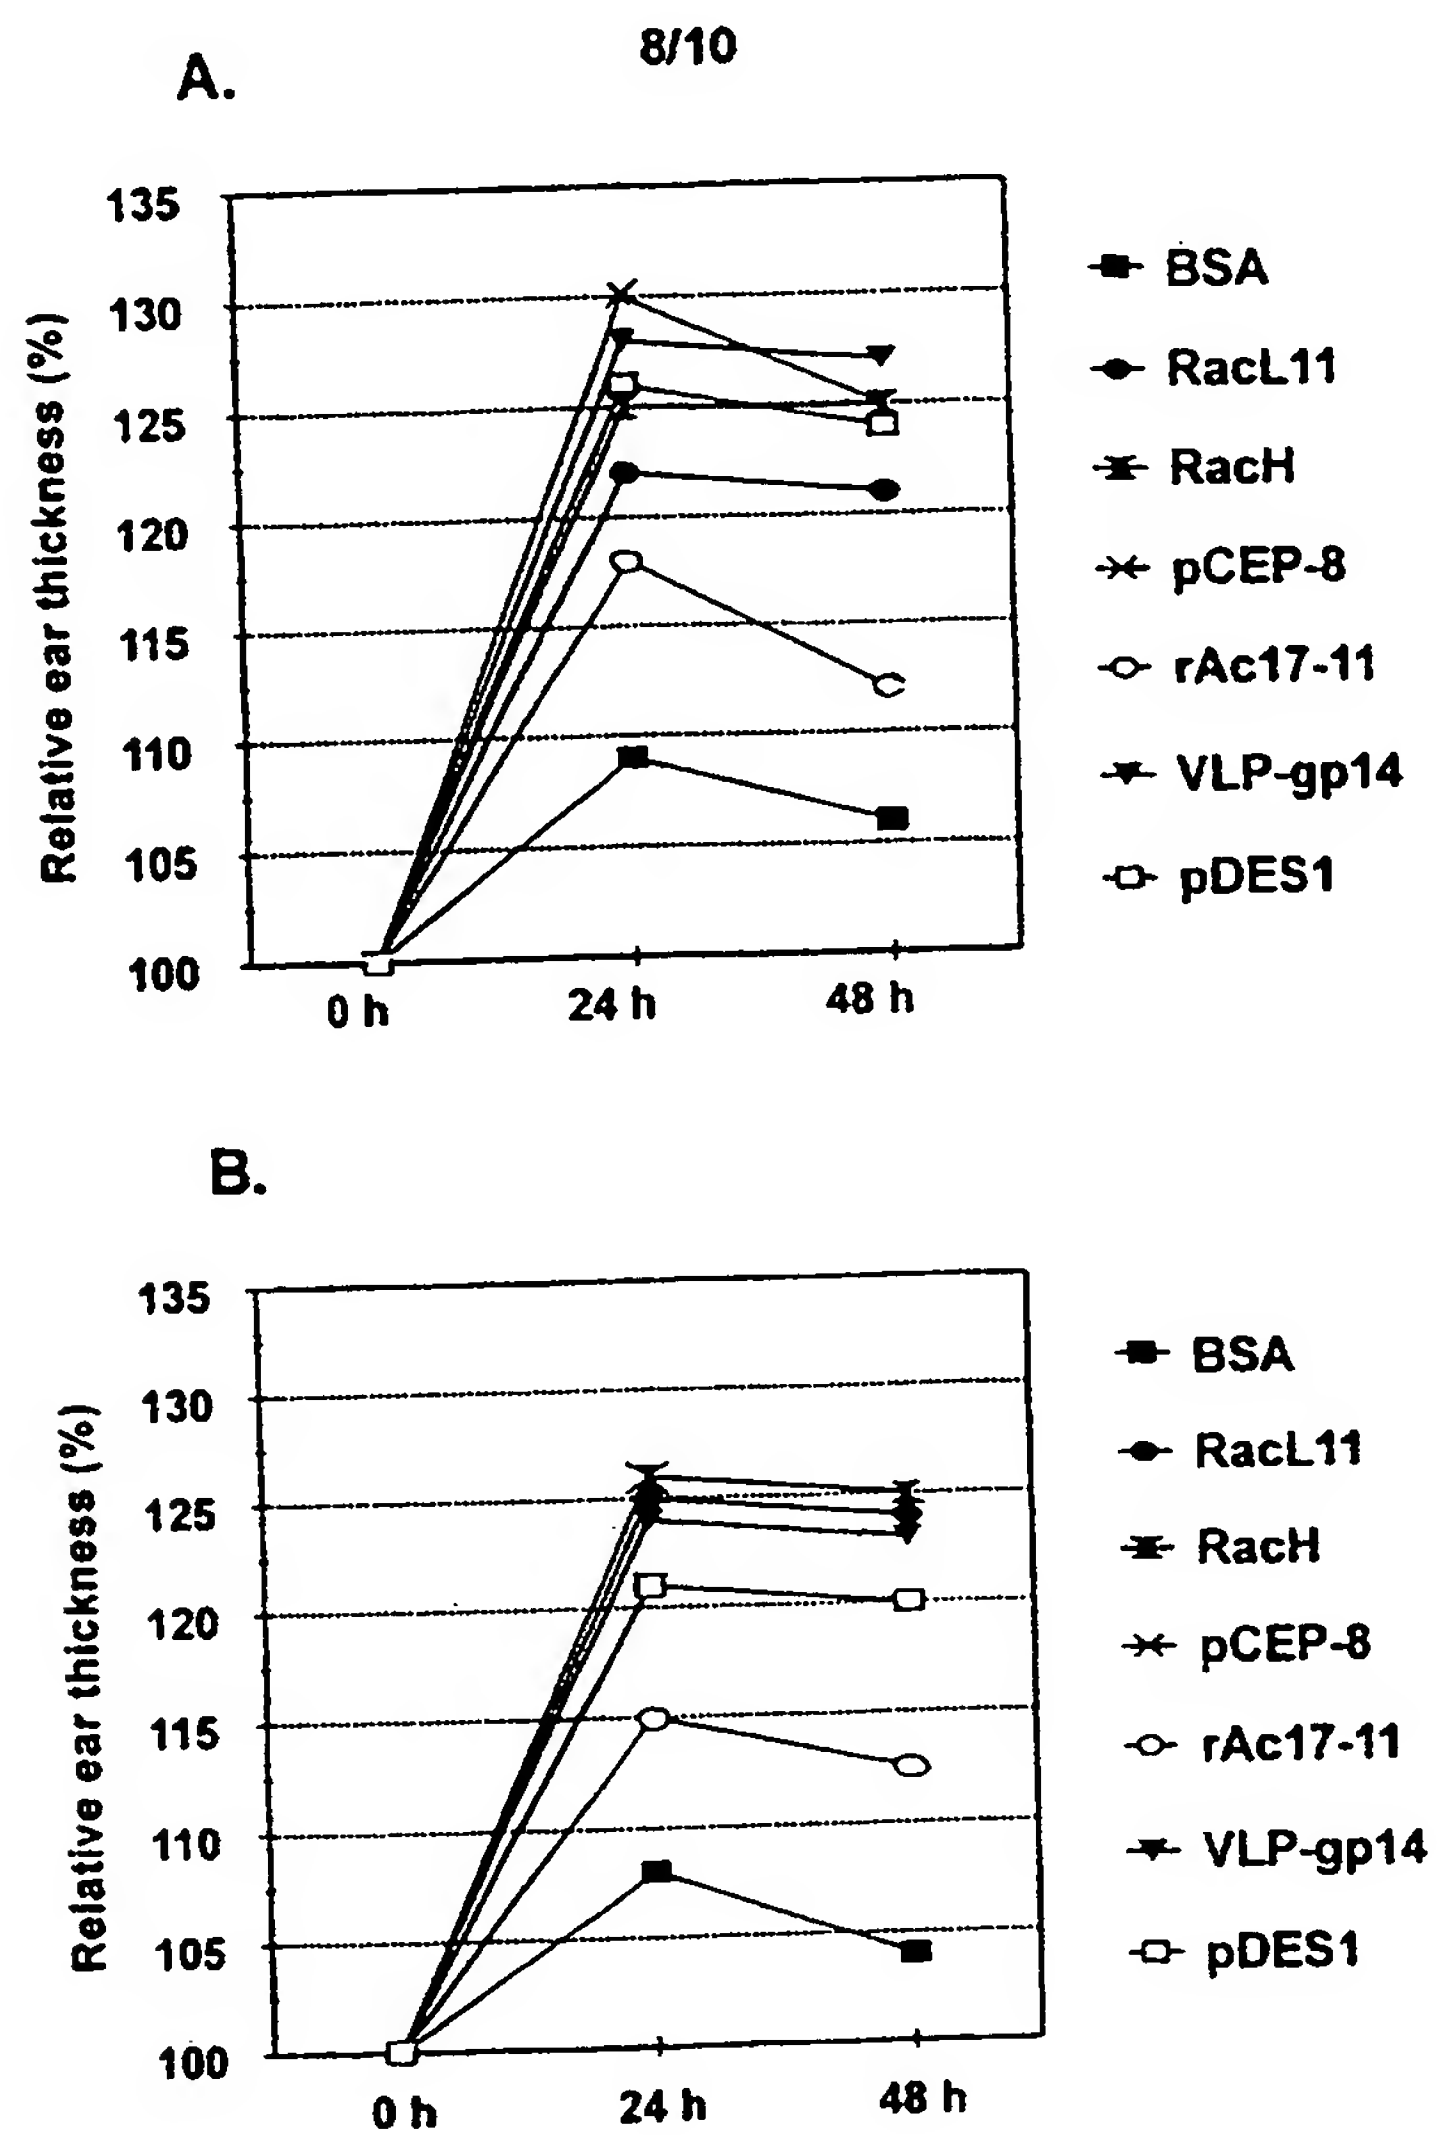 8/10
A.
Relative ear thickness (%)
135
130
125
120
115
110
105
100
0 h
24 h
48 h
BSA
RacL11
RacH
pCEP-8
rAc17-11
VLP-gp14
pDES1
B.
Relative ear thickness (%)
135
130
125
120
115
110
105
100
0 h
24 h
48 h
BSA
RacL11
RacH
pCEP-8
rAc17-11
VLP-gp14
pDES1